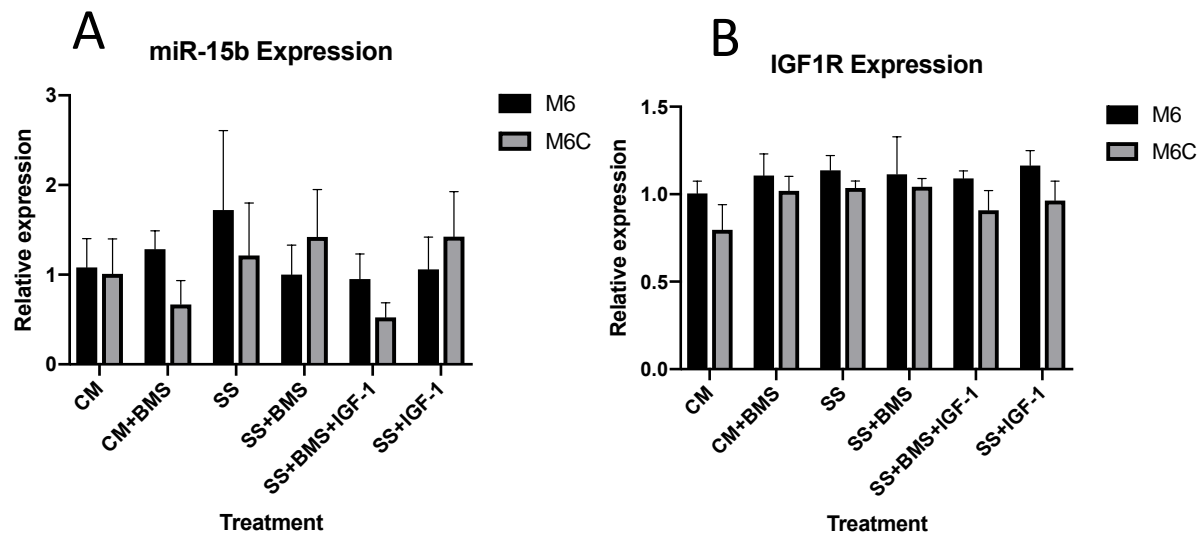 A
miR-15b Expression
3
2
1
0
Relative expression
M6
M6C
CM
CM+BMS
SS
SS+BMS
SS+BMS+IGF-1
SS+IGF-1
Treatment
B
IGF1R Expression
1.5
1.0
0.5
0.0
Relative expression
M6
M6C
CM
CM+BMS
SS
SS+BMS
SS+BMS+IGF-1
SS+IGF-1
Treatment